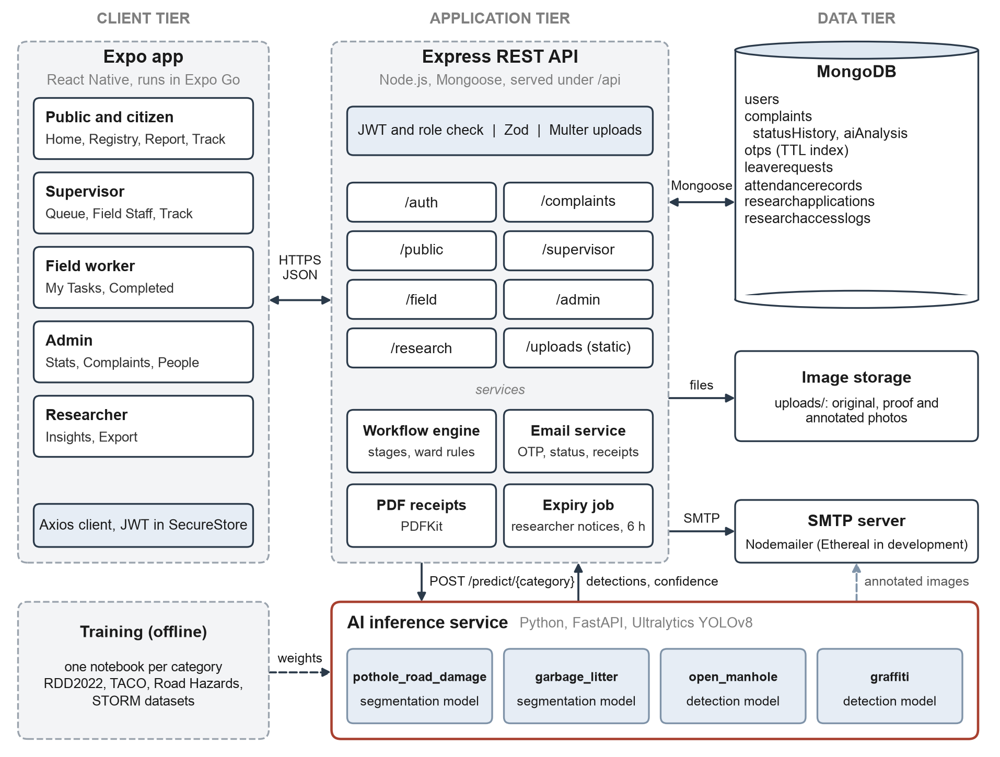 CLIENT TIER
APPLICATION TIER
DATA TIER
Expo app
React Native, runs in Expo Go
Public and citizen
Home, Registry, Report, Track
Supervisor
Queue, Field Staff, Track
Field worker
My Tasks, Completed
Admin
Stats, Complaints, People
Researcher
Insights, Export
Axios client, JWT in SecureStore
HTTPS
JSON
Express REST API
Node.js, Mongoose, served under /api
JWT and role check | Zod | Multer uploads
/auth
/complaints
/public
/supervisor
/field
/admin
/research
/uploads (static)
services
Workflow engine
stages, ward rules
Email service
OTP, status, receipts
PDF receipts
PDFKit
Expiry job
researcher notices, 6 h
Mongoose
files
SMTP
MongoDB
users
complaints
statusHistory, aiAnalysis
otps (TTL index)
leaverequests
attendancerecords
researchapplications
researchaccesslogs
Image storage
uploads/: original, proof and
annotated photos
SMTP server
Nodemailer (Ethereal in development)
POST /predict/{category}
detections, confidence
annotated images
Training (offline)
one notebook per category
RDD2022, TACO, Road Hazards,
STORM datasets
weights
AI inference service
Python, FastAPI, Ultralytics YOLOv8
pothole_road_damage
segmentation model
garbage_litter
segmentation model
open_manhole
detection model
graffiti
detection model